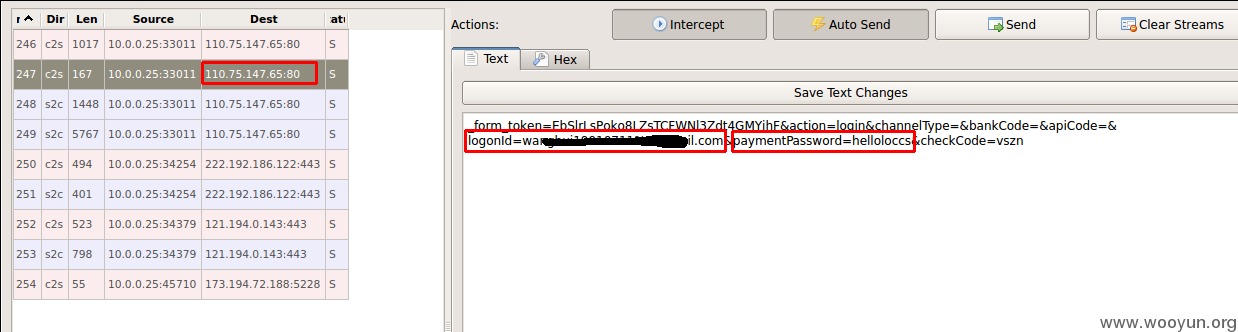 Actions: Intercept Auto Send Send Clear Streams
Dir Len Source Dest
246 c2s 1017 10.0.0.25:33011 110.75.147.65:80 S
247 c2s 167 10.0.0.25:33011 110.75.147.65:80 S
248 s2c 1448 10.0.0.25:33011 110.75.147.65:80 S
249 s2c 5767 10.0.0.25:33011 110.75.147.65:80 S
250 c2s 494 10.0.0.25:34254 222.192.186.122:443 S
251 s2c 401 10.0.0.25:34254 222.192.186.122:443 S
252 c2s 523 10.0.0.25:34379 121.194.0.143:443 S
253 s2c 798 10.0.0.25:34379 121.194.0.143:443 S
254 c2s 55 10.0.0.25:45710 173.194.72.188:5228 S
Text Hex
Save Text Changes
&action=login&channelType=&bankCode=&apiCode=&
logonId= il.com&paymentPassword=helloloccs&checkCode=vszn
www.wooyun.org